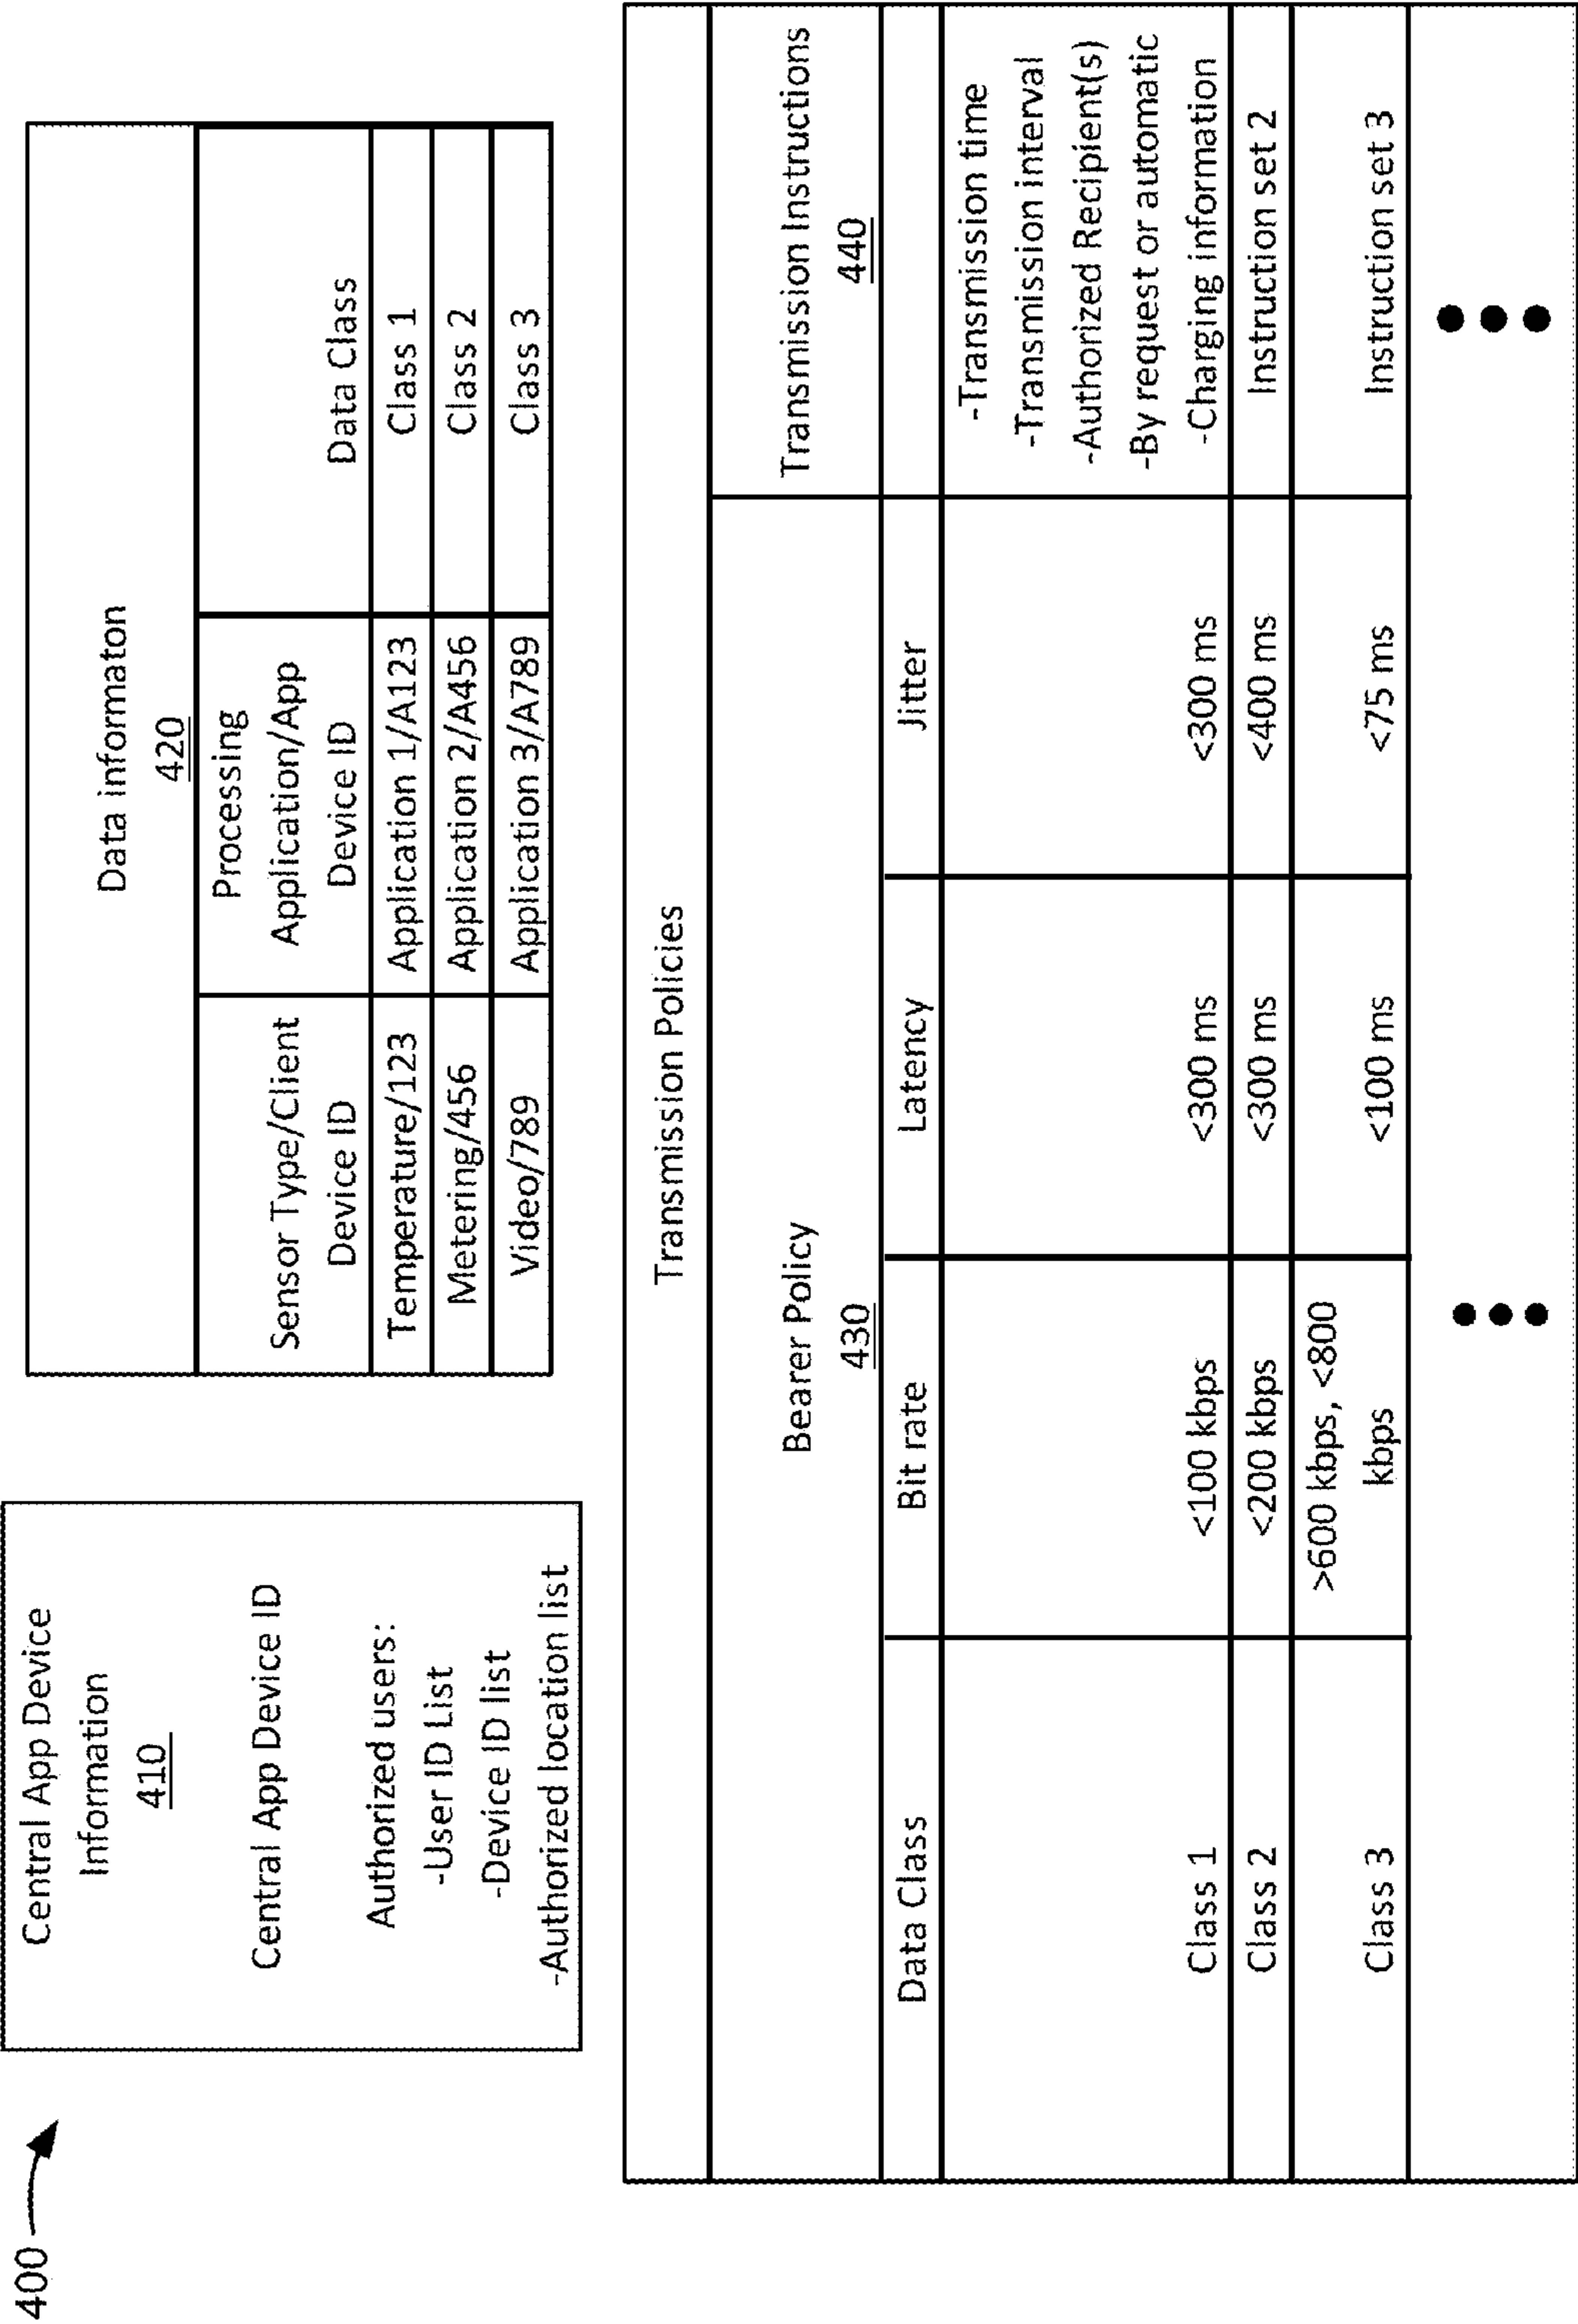 400
Central App Device
Information
410
Central App Device ID
Authorized users:
-User ID List
-Device ID list
-Authorized location list
Data informaton
420
Sensor Type/Client
Device ID
Processing
Application/App
Device ID
Data Class
Temperature/123
Application 1/A123
Class 1
Metering/456
Application 2/A456
Class 2
Video/789
Application 3/A789
Class 3
Transmission Policies
Bearer Policy
430
Transmission Instructions
440
Data Class
Bit rate
Latency
Jitter
Class 1
<100 kbps
<300 ms
<300 ms
-Transmission time
-Transmission interval
-Authorized Recipient(s)
-By request or automatic
-Charging information
Class 2
<200 kbps
<300 ms
<400 ms
Instruction set 2
Class 3
>600 kbps, <800
kbps
<100 ms
<75 ms
Instruction set 3